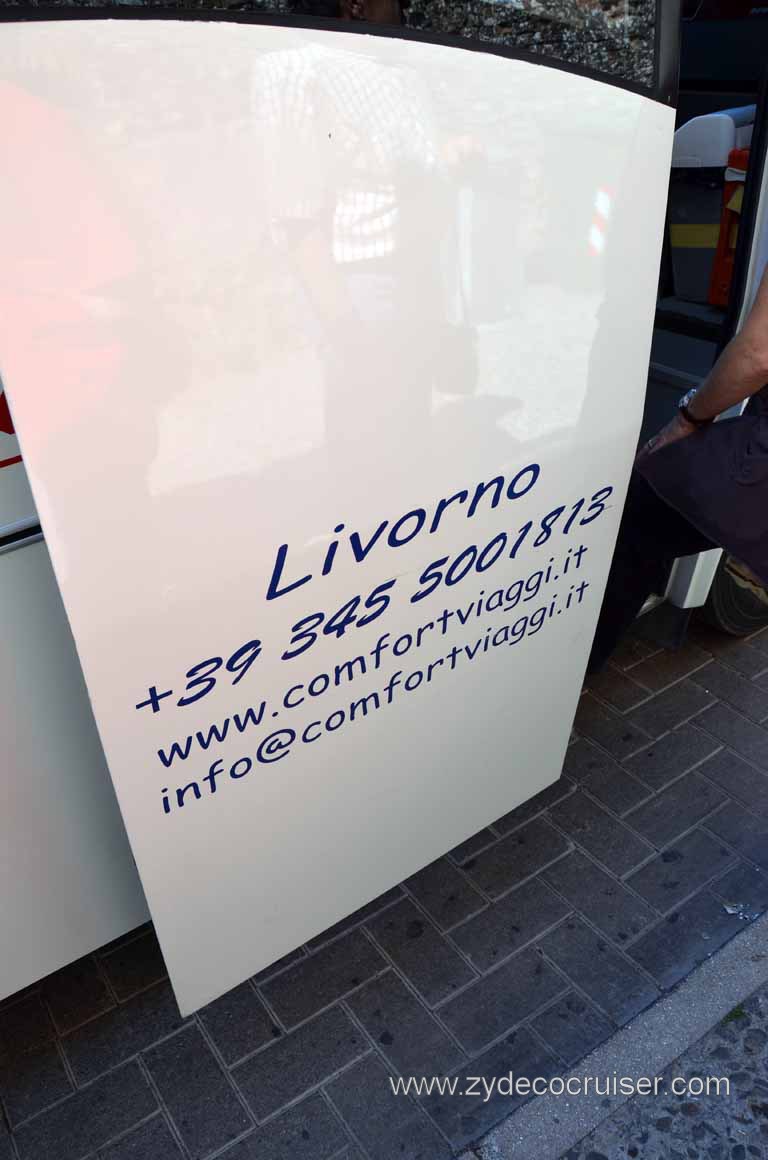 Livorno
+39 345 5001813
www.comfortviaggi.it
info@comfortviaggi.it
www.zydecocruiser.com